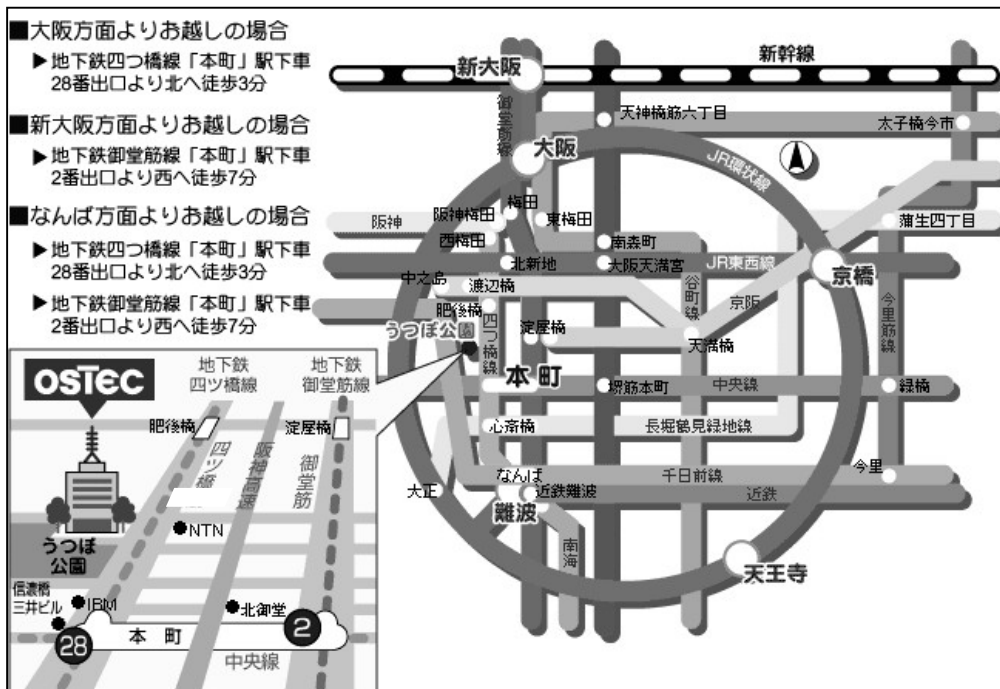 ■大阪方面よりお越しの場合
▶地下鉄四つ橋線「本町」駅下車
28番出口より北へ徒歩3分
■新大阪方面よりお越しの場合
▶地下鉄御堂筋線「本町」駅下車
2番出口より西へ徒歩7分
■なんば方面よりお越しの場合
▶地下鉄四つ橋線「本町」駅下車
28番出口より北へ徒歩3分
▶地下鉄御堂筋線「本町」駅下車
2番出口より西へ徒歩7分
新幹線
新大阪
御堂筋線
天神橋筋六丁目
太子橋今市
大阪
JR環状線
梅田
阪神
阪神梅田
東梅田
蒲生四丁目
西梅田
南森町
北新地
大阪天満宮
JR東西線
京橋
中之島
渡辺橋
谷町線
京阪
今里筋線
肥後橋
四つ橋線
うつぼ公園
淀屋橋
天満橋
本町
堺筋本町
中央線
緑橋
心斎橋
長堀鶴見緑地線
なんば
千日前線
今里
大正
近鉄難波
近鉄
難波
南海
天王寺
OSTEC
地下鉄
四ツ橋線
地下鉄
御堂筋線
肥後橋
淀屋橋
四ツ橋
阪神高速
御堂筋
NTN
うつぼ
公園
信濃橋
三井ビル
IBM
北御堂
28
本町
2
中央線